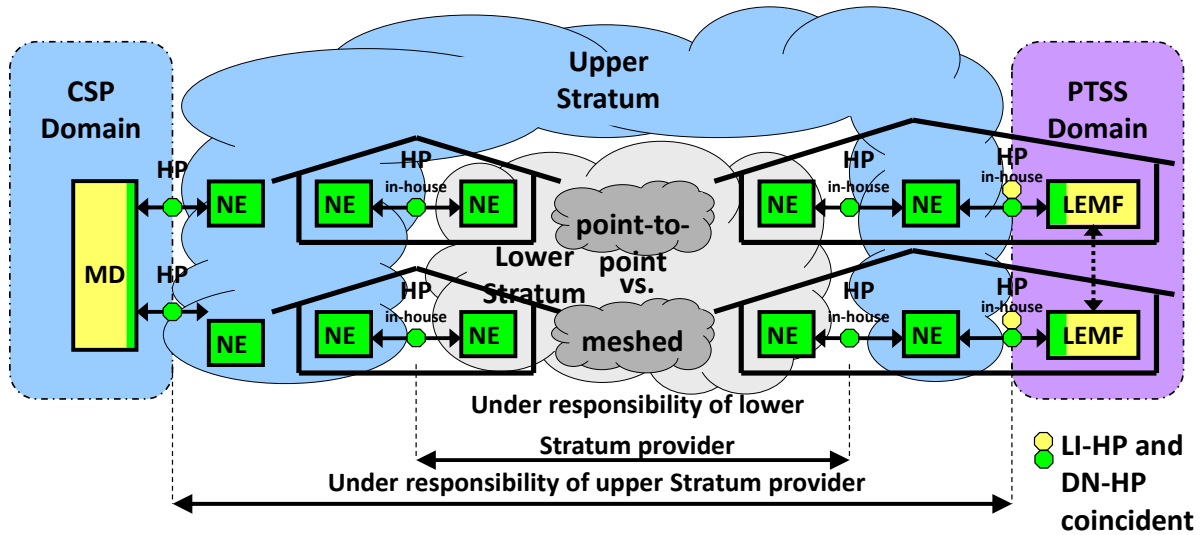 Upper
Stratum
CSP
Domain
PTSS
Domain
HP
HP
in-house
HP
in-house
HP
in-house
NE
NE
NE
NE
NE
LEMF
point-to-
point
vs.
meshed
Lower
Stratum
MD
HP
HP
in-house
HP
in-house
HP
in-house
NE
NE
NE
NE
NE
LEMF
Under responsibility of lower
Stratum provider
Under responsibility of upper Stratum provider
LI-HP and
DN-HP
coincident